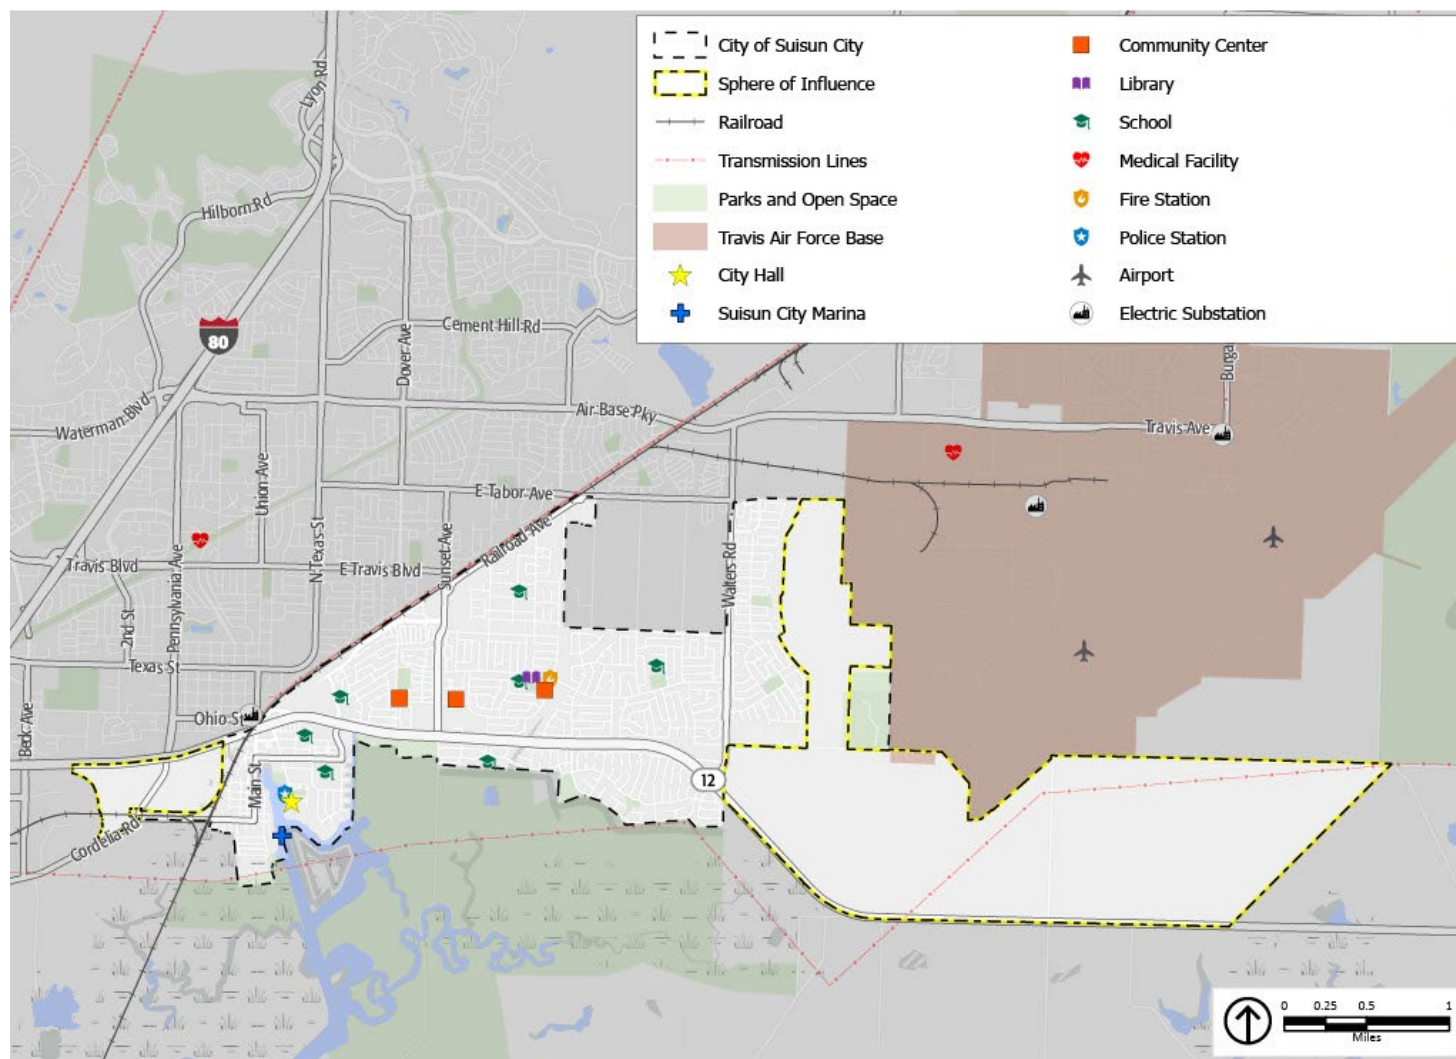 City of Suisun City
Sphere of Influence
Railroad
Transmission Lines
Parks and Open Space
Travis Air Force Base
City Hall
Suisun City Marina
Community Center
Library
School
Medical Facility
Fire Station
Police Station
Airport
Electric Substation
Lyon Rd
Hilborn Rd
80
Cement Hill Rd
Dover Ave
Burga
Waterman Blvd
Air Base Pky
Travis Ave
Union Ave
N Texas St
E Tabor Ave
Railroad Ave
Sunset Ave
Travis Blvd
E Travis Blvd
Pennsylvania Ave
2nd St
Walters Rd
Texas St
Ohio St
Beck Ave
Main St
12
Cordelia Rd
0 0.25 0.5 1
Miles